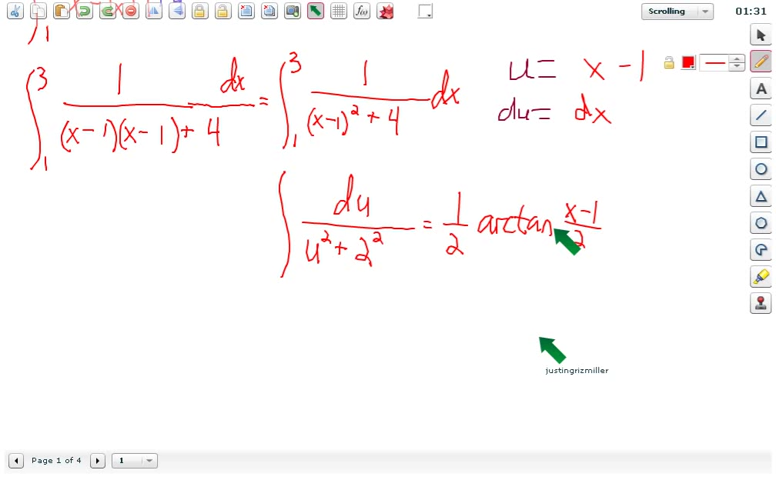 Scrolling 01:31
∫₁³ 1/((x-1)(x-1)+4) dx = ∫₁³ 1/((x-1)²+4) dx
u = x-1
du = dx
∫ du/(u²+2²) = 1/2 arctan (x-1)/2
justingrizmiller
Page 1 of 4 1